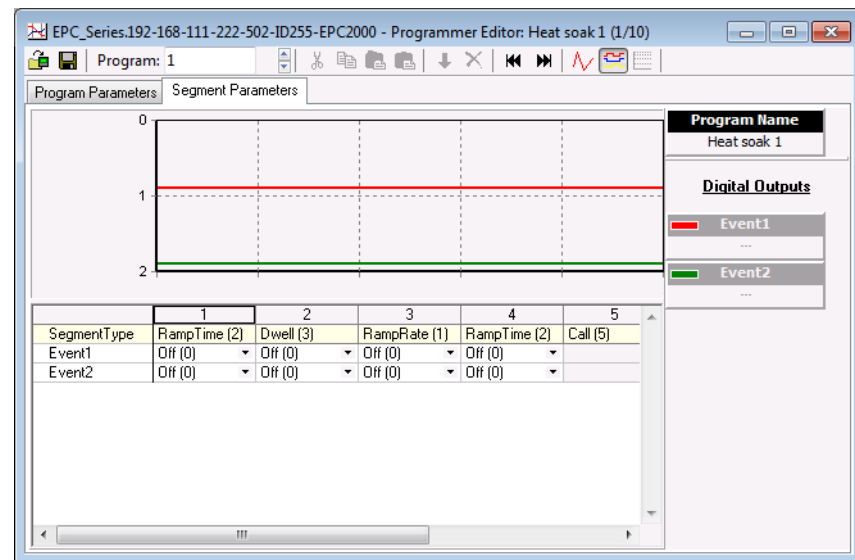 EPC_Series.192-168-111-222-502-ID255-EPC2000 - Programmer Editor: Heat soak 1 (1/10)
Program: 1
Program Parameters Segment Parameters
0
1
2
Program Name
Heat soak 1
Digital Outputs
Event1
---
Event2
---
1 2 3 4 5
SegmentType RampTime (2) Dwell (3) RampRate (1) RampTime (2) Call (5)
Event1 Off (0) Off (0) Off (0) Off (0)
Event2 Off (0) Off (0) Off (0) Off (0)